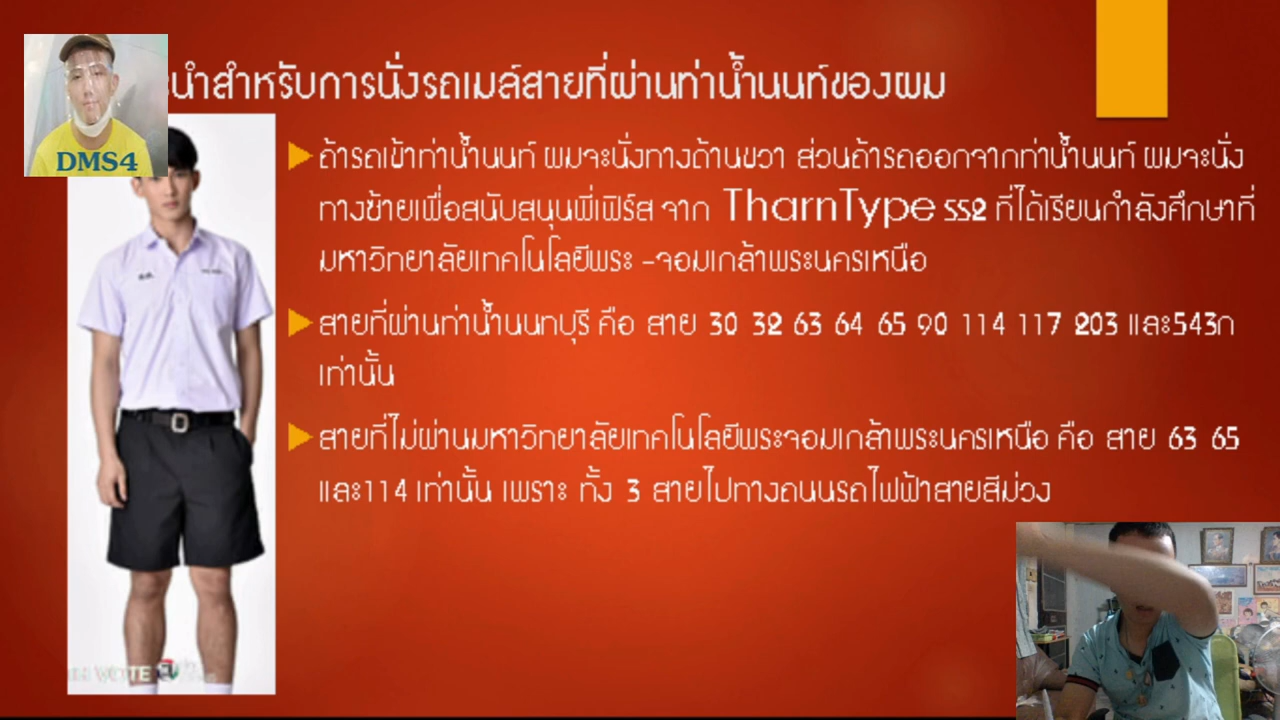 นำสำหรับการนั่งรถเมล์สายที่ผ่านท่าน้ำนนท์ของผม
DMS4
ถ้ารถเข้าท่าน้ำนนท์ ผมจะนั่งทางด้านขวา ส่วนถ้ารถออกจากท่าน้ำนนท์ ผมจะนั่ง
ทางซ้ายเพื่อสนับสนุนพี่เฟิร์ส จาก TharnType SS2 ที่ได้เรียนกำลังศึกษาที่
มหาวิทยาลัยเทคโนโลยีพระ -จอมเกล้าพระนครเหนือ
สายที่ผ่านท่าน้ำนนทบุรี คือ สาย 30 32 63 64 65 90 114 117 203 และ543ก
เท่านั้น
สายที่ไม่ผ่านมหาวิทยาลัยเทคโนโลยีพระจอมเกล้าพระนครเหนือ คือ สาย 63 65
และ114 เท่านั้น เพราะ ทั้ง 3 สายไปทางถนนรถไฟฟ้าสายสีม่วง
VOTE